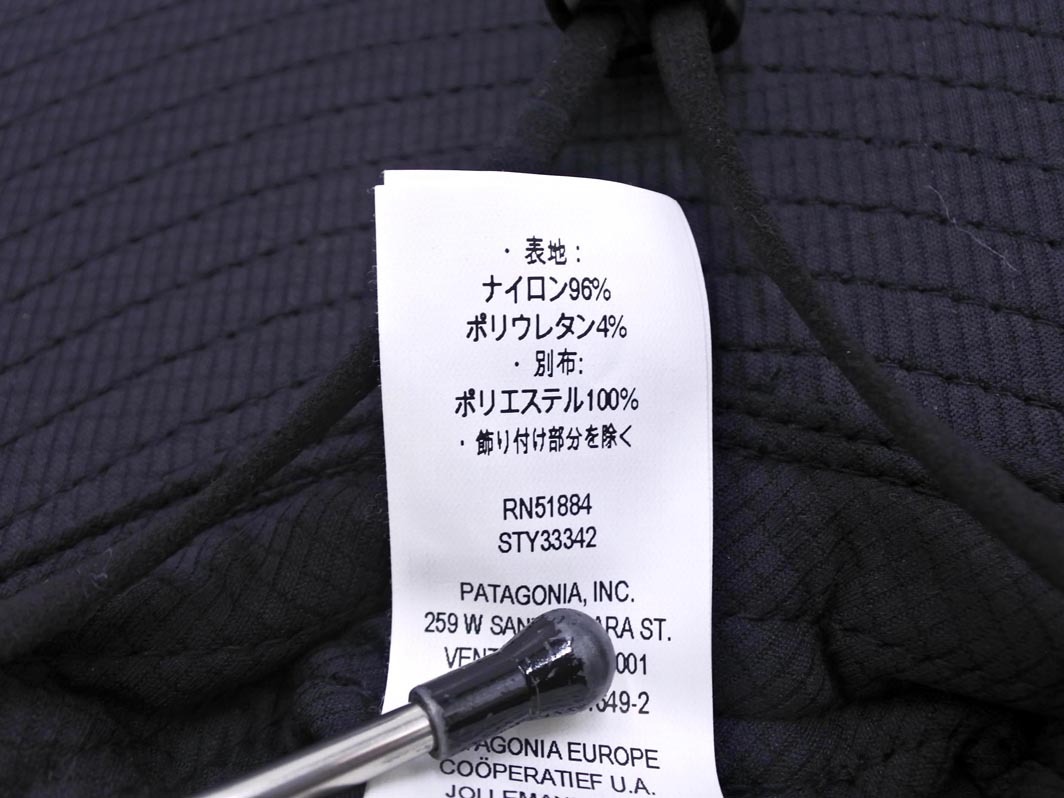 ・表地：
ナイロン96%
ポリウレタン4%
・別布:
ポリエステル100%
・飾り付け部分を除く
RN51884
STY33342
PATAGONIA, INC.
259 W ST.
COÖPERATIEF U.A.
EUROPE